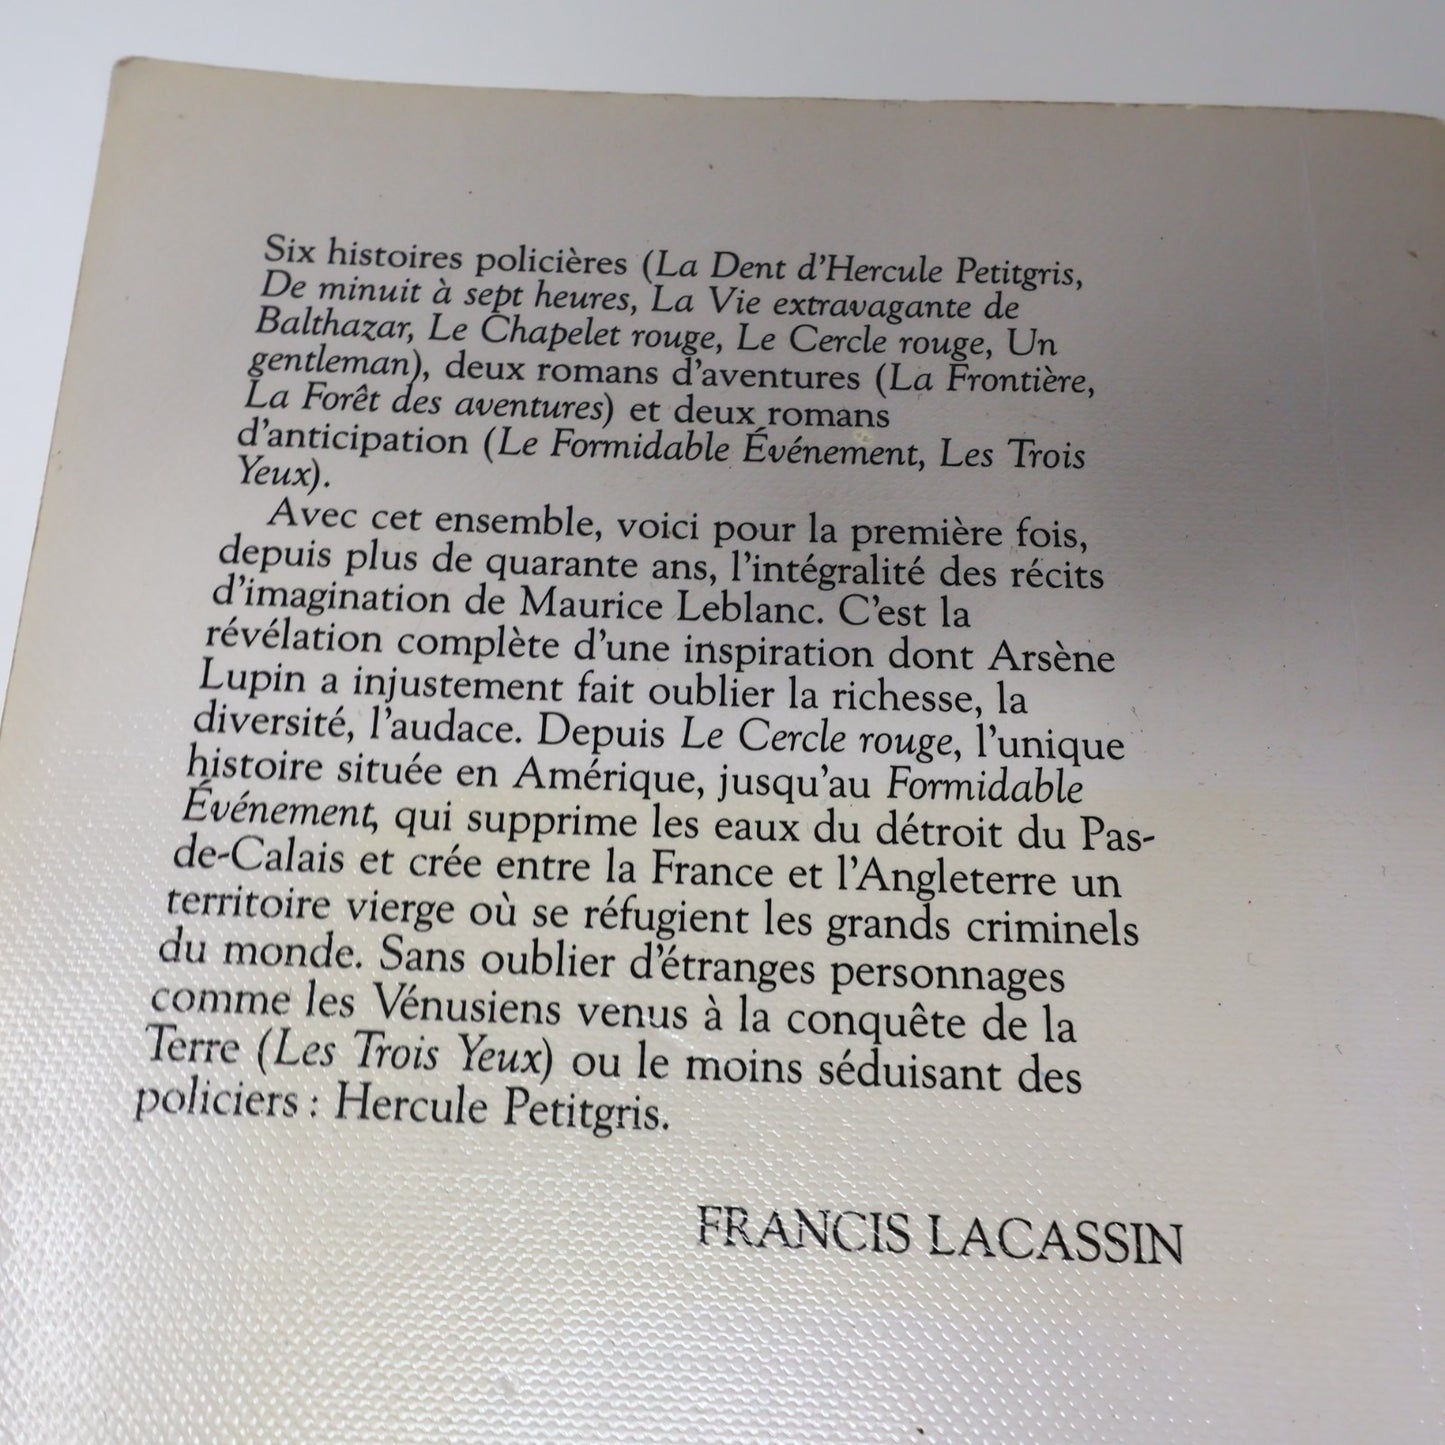 Six histoires policières (La Dent d'Hercule Petitgris,
De minuit à sept heures, La Vie extravagante de
Balthazar, Le Chapelet rouge, Le Cercle rouge, Un
gentleman), deux romans d'aventures (La Frontière,
La Forêt des aventures) et deux romans
d'anticipation (Le Formidable Événement, Les Trois
Yeux).
Avec cet ensemble, voici pour la première fois,
depuis plus de quarante ans, l'intégralité des récits
d'imagination de Maurice Leblanc. C'est la
révélation complète d'une inspiration dont Arsène
Lupin a injustement fait oublier la richesse, la
diversité, l'audace. Depuis Le Cercle rouge, l'unique
histoire située en Amérique, jusqu'au Formidable
Événement, qui supprime les eaux du détroit du Pas-
de-Calais et crée entre la France et l'Angleterre un
territoire vierge où se réfugient les grands criminels
du monde. Sans oublier d'étranges personnages
comme les Vénusiens venus à la conquête de la
Terre (Les Trois Yeux) ou le moins séduisant des
policiers : Hercule Petitgris.
FRANCIS LACASSIN